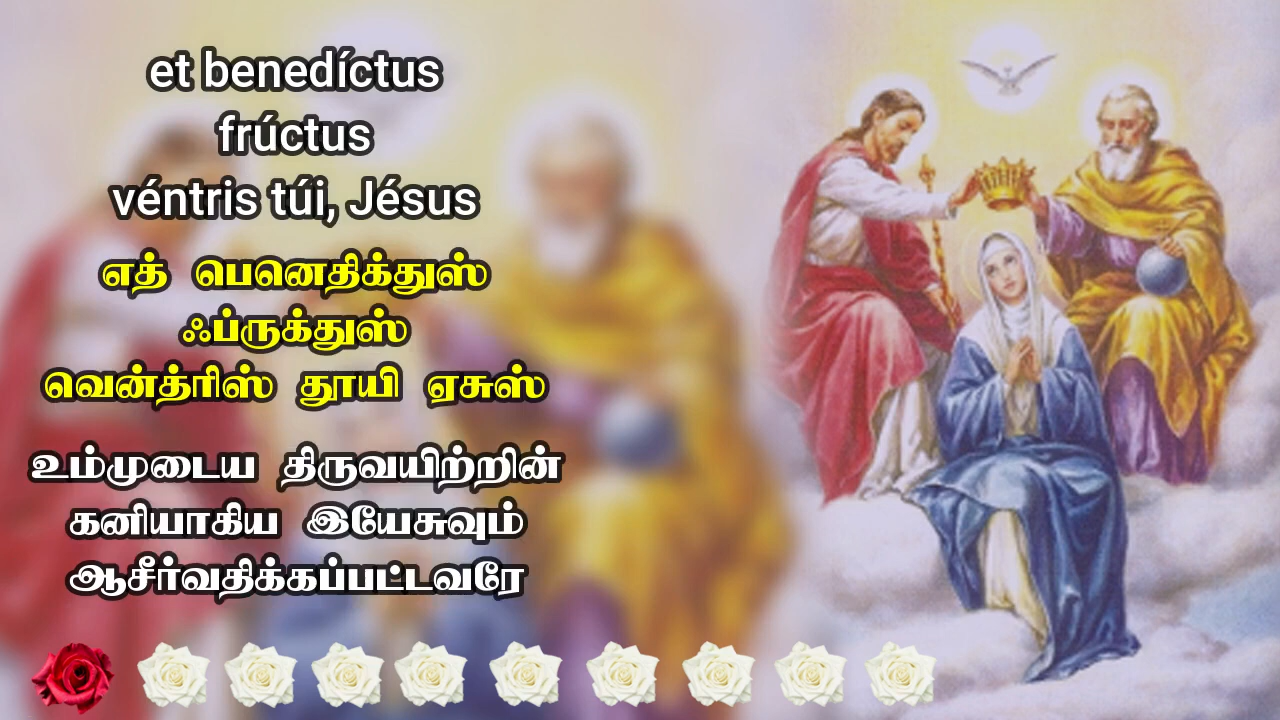 et benedíctus
frúctus
véntris túi, Jésus
எத் பெனெதிக்துஸ்
ஃப்ருக்துஸ்
வென்த்ரிஸ் தூயி ஏசுஸ்
உம்முடைய திருவயிற்றின்
கனியாகிய இயேசுவும்
ஆசீர்வதிக்கப்பட்டவரே